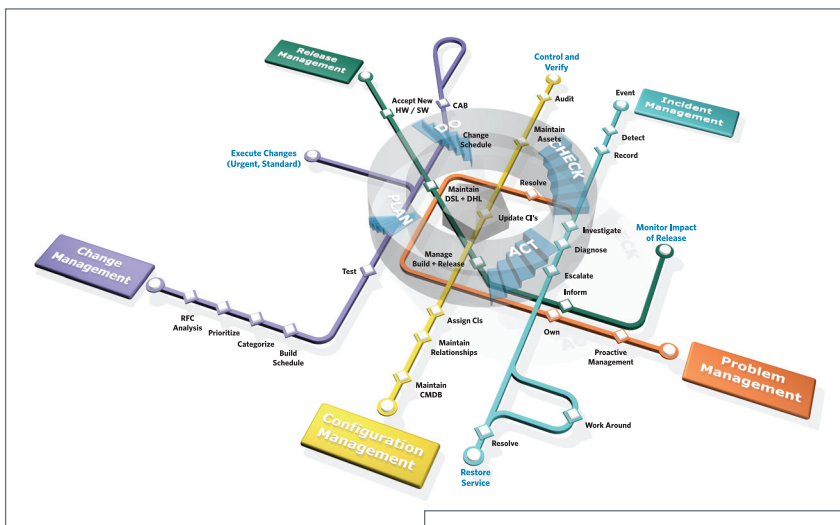 Release
Management
Accept New
HW / SW
CAB
DO
Change
Schedule
Control and
Verify
Audit
Maintain
Assets
CHECK
Event
Incident
Management
Detect
Record
Execute Changes
(Urgent, Standard)
PLAN
Maintain
DSL + DHL
Resolve
Update CI's
Investigate
Diagnose
Monitor Impact
of Release
CHECK
ACT
Manage
Build + Release
Escalate
Inform
Change
Management
Test
RFC
Analysis
Prioritize
Categorize
Build
Schedule
Assign CIs
Own
Maintain
Relationships
Proactive
Management
Problem
Management
Maintain
CMDB
Configuration
Management
Work Around
Resolve
Restore
Service